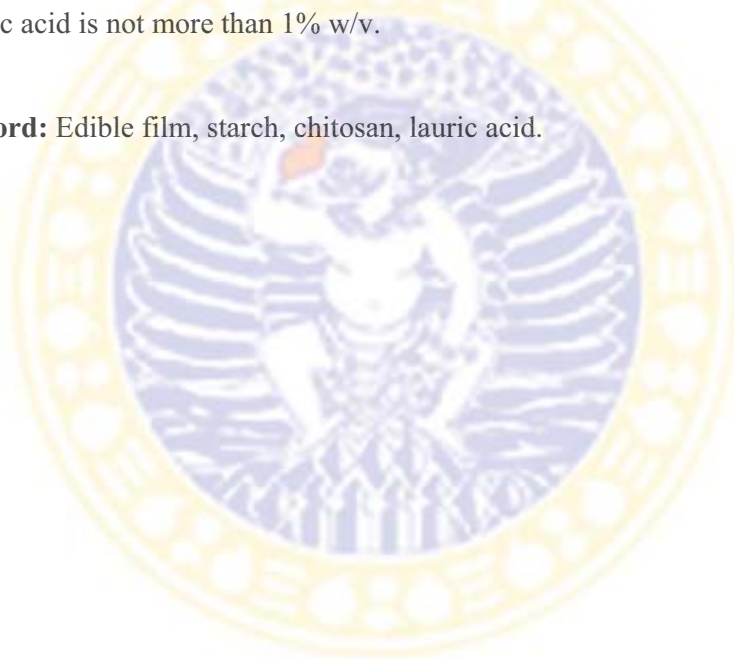 c acid is not more than 1% w/v.
ord: Edible film, starch, chitosan, lauric acid.